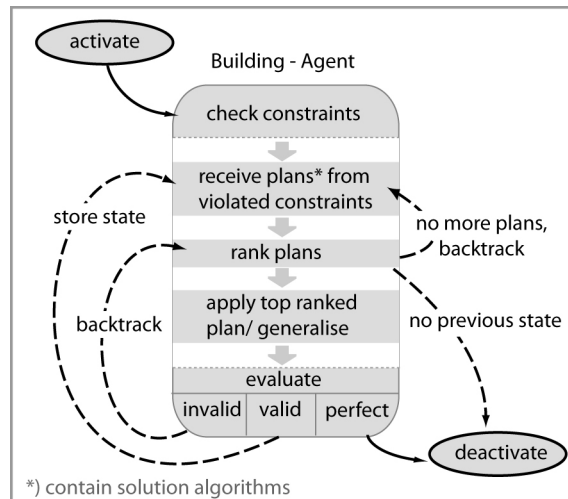 activate
Building - Agent
check constraints
receive plans* from
violated constraints
store state
no more plans,
backtrack
rank plans
apply top ranked
plan/ generalise
no previous state
backtrack
evaluate
invalid
valid
perfect
deactivate
*) contain solution algorithms